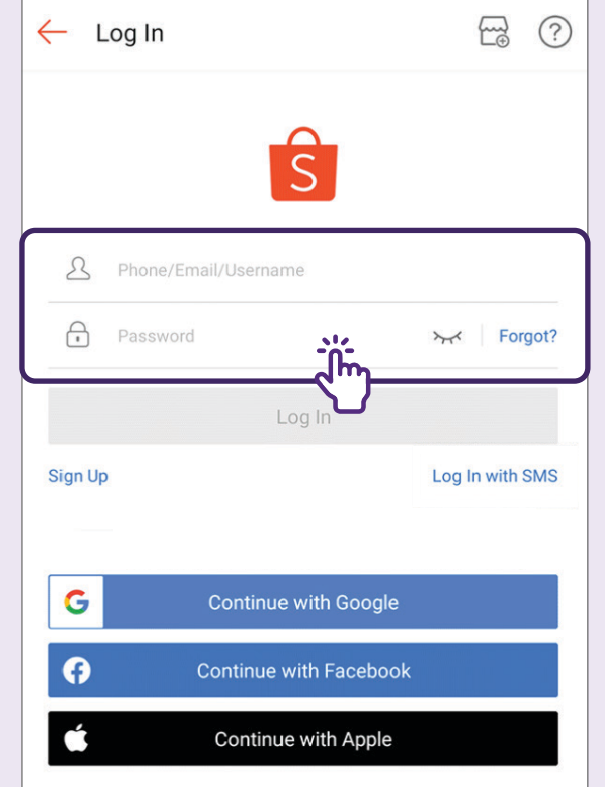 Log In
?
S
Phone/Email/Username
Password
Forgot?
Log In
Sign Up
Log In with SMS
G
Continue with Google
f
Continue with Facebook
Continue with Apple